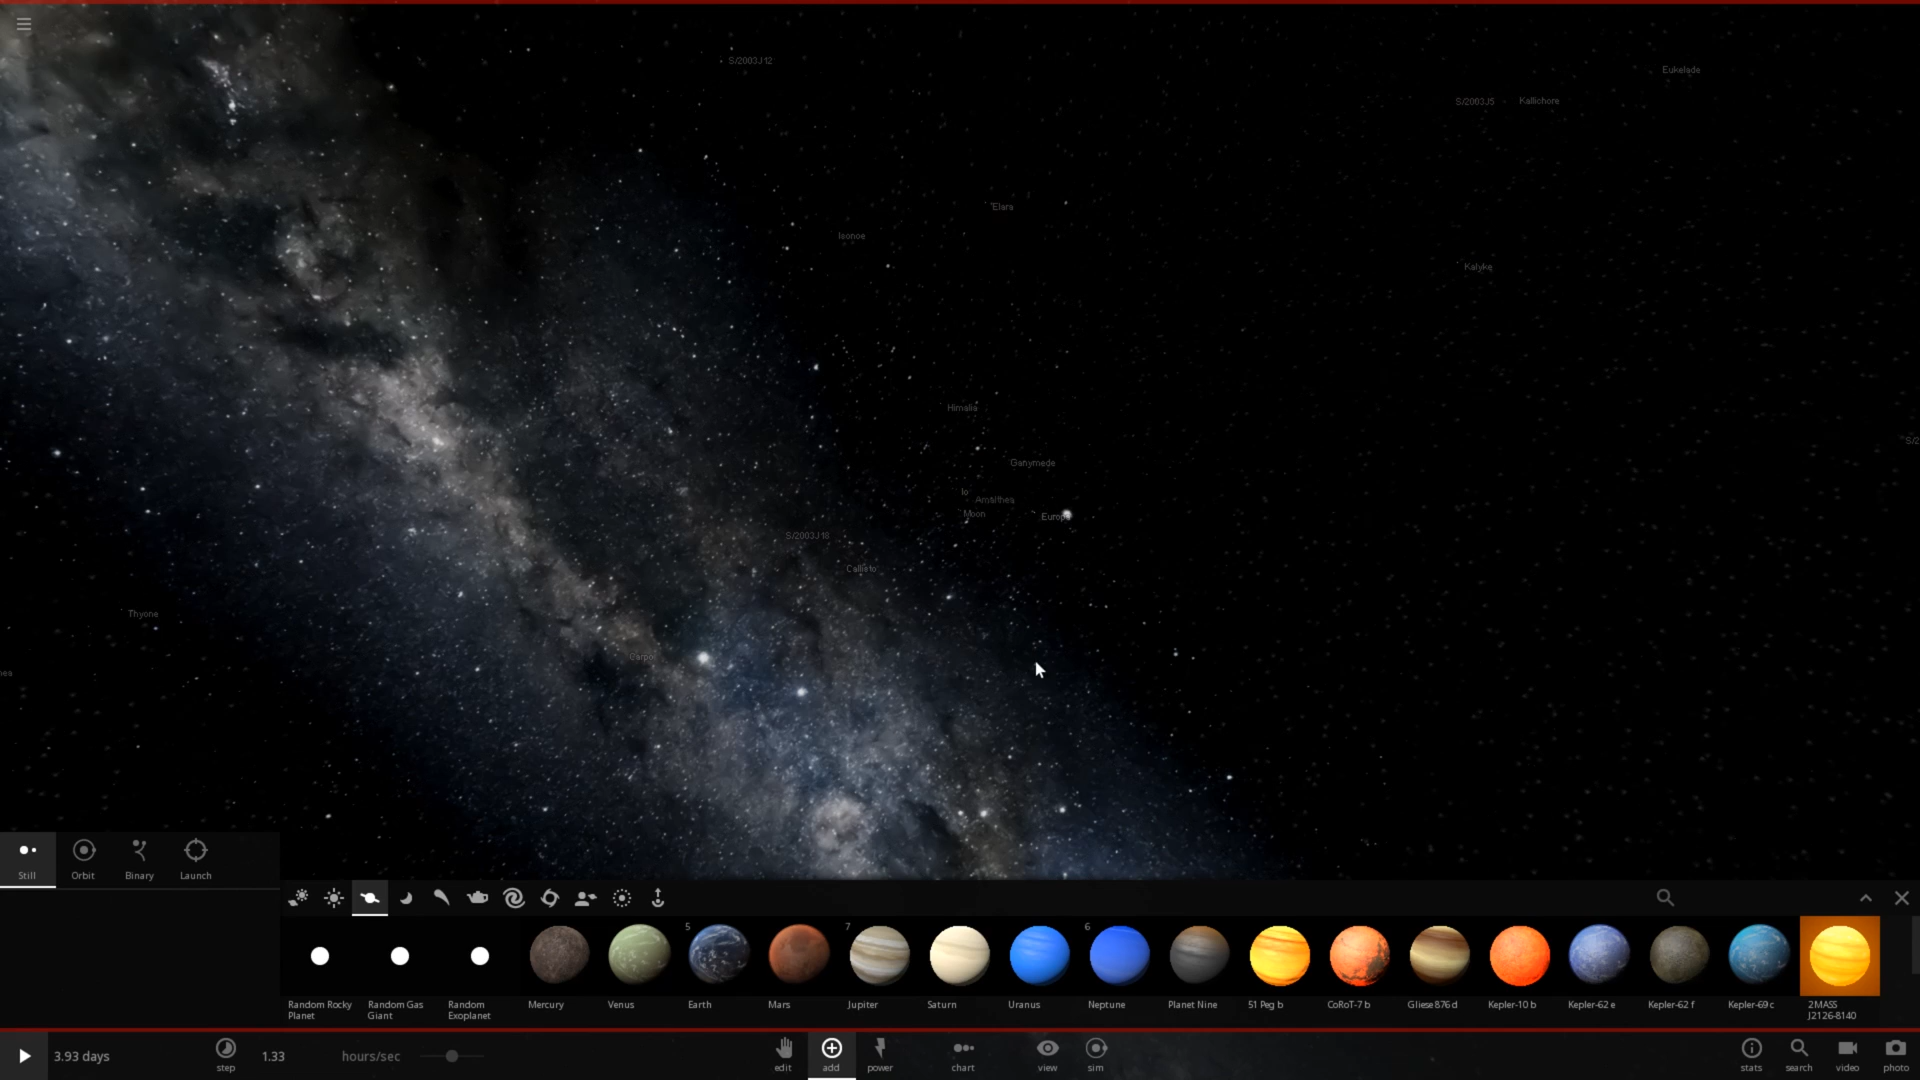 S/2003J12
Eukelade
S/2003J5
Kallichore
Elara
Isonoe
Kalyke
Himalia
Ganymede
Io
Amalthea
Moon
Europa
S/2003J18
Callisto
Thyone
Carpo
Still
Orbit
Binary
Launch
5
7
6
Random Rocky
Planet
Random Gas
Giant
Random
Exoplanet
Mercury
Venus
Earth
Mars
Jupiter
Saturn
Uranus
Neptune
Planet Nine
51 Peg b
CoRoT-7 b
Gliese 876 d
Kepler-10 b
Kepler-62 e
Kepler-62 f
Kepler-69 c
2MASS
J2126-8140
3.93 days
step
1.33
hours/sec
edit
add
power
chart
view
sim
stats
search
video
photo